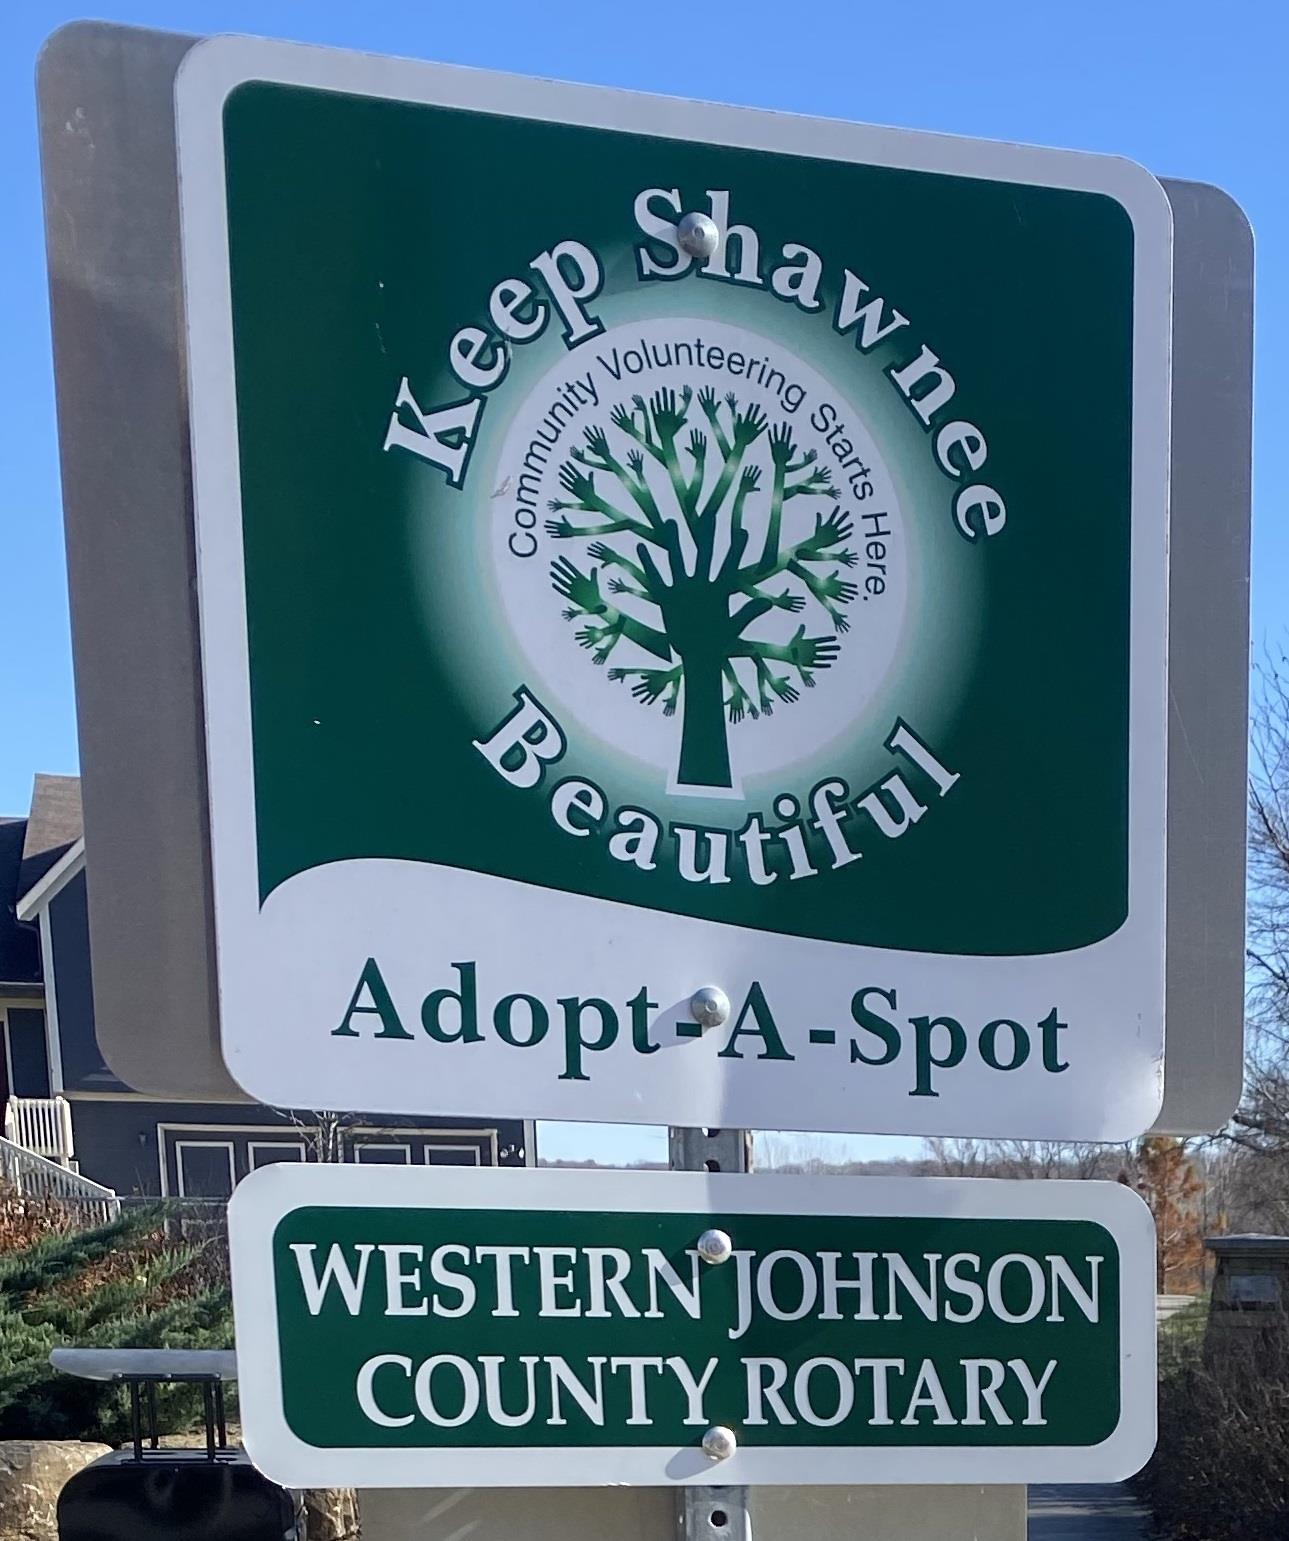 Keep Shawnee
Community Volunteering Starts Here.
Beautiful
Adopt-A-Spot
WESTERN JOHNSON
COUNTY ROTARY